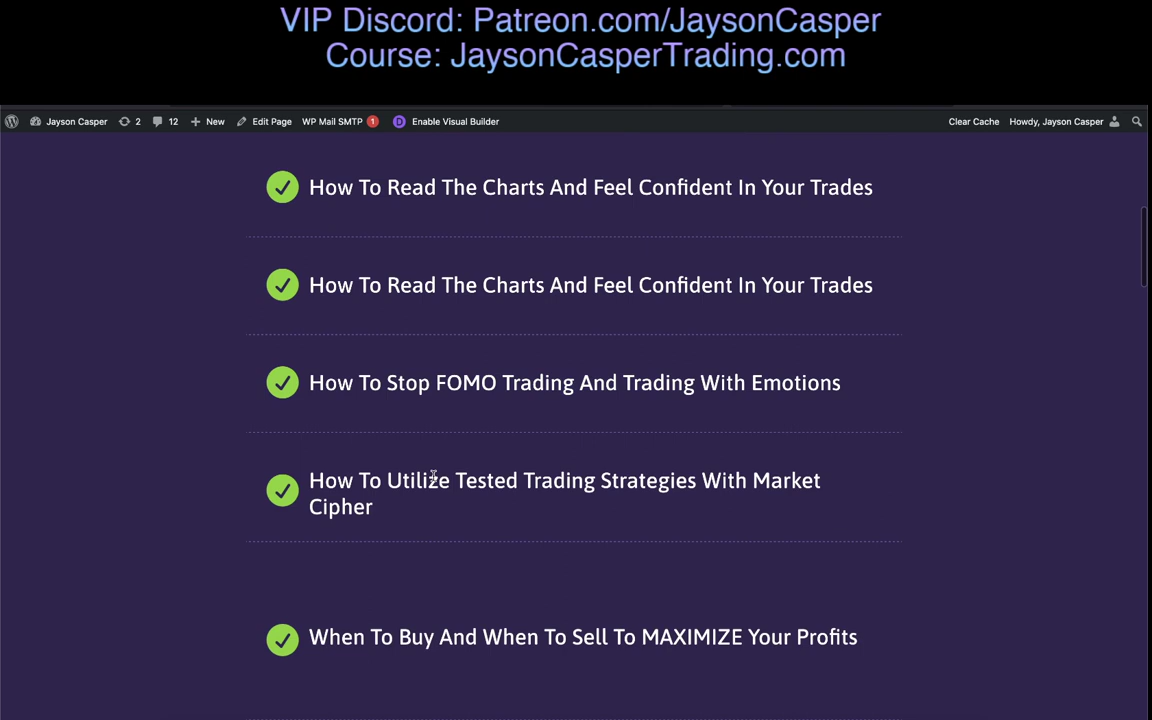 VIP Discord: Patreon.com/JaysonCasper
Course: JaysonCasperTrading.com
Jayson Casper 2 12 New Edit Page WP Mail SMTP 1 D Enable Visual Builder Clear Cache Howdy, Jayson Casper
How To Read The Charts And Feel Confident In Your Trades
How To Read The Charts And Feel Confident In Your Trades
How To Stop FOMO Trading And Trading With Emotions
How To Utilize Tested Trading Strategies With Market
Cipher
When To Buy And When To Sell To MAXIMIZE Your Profits